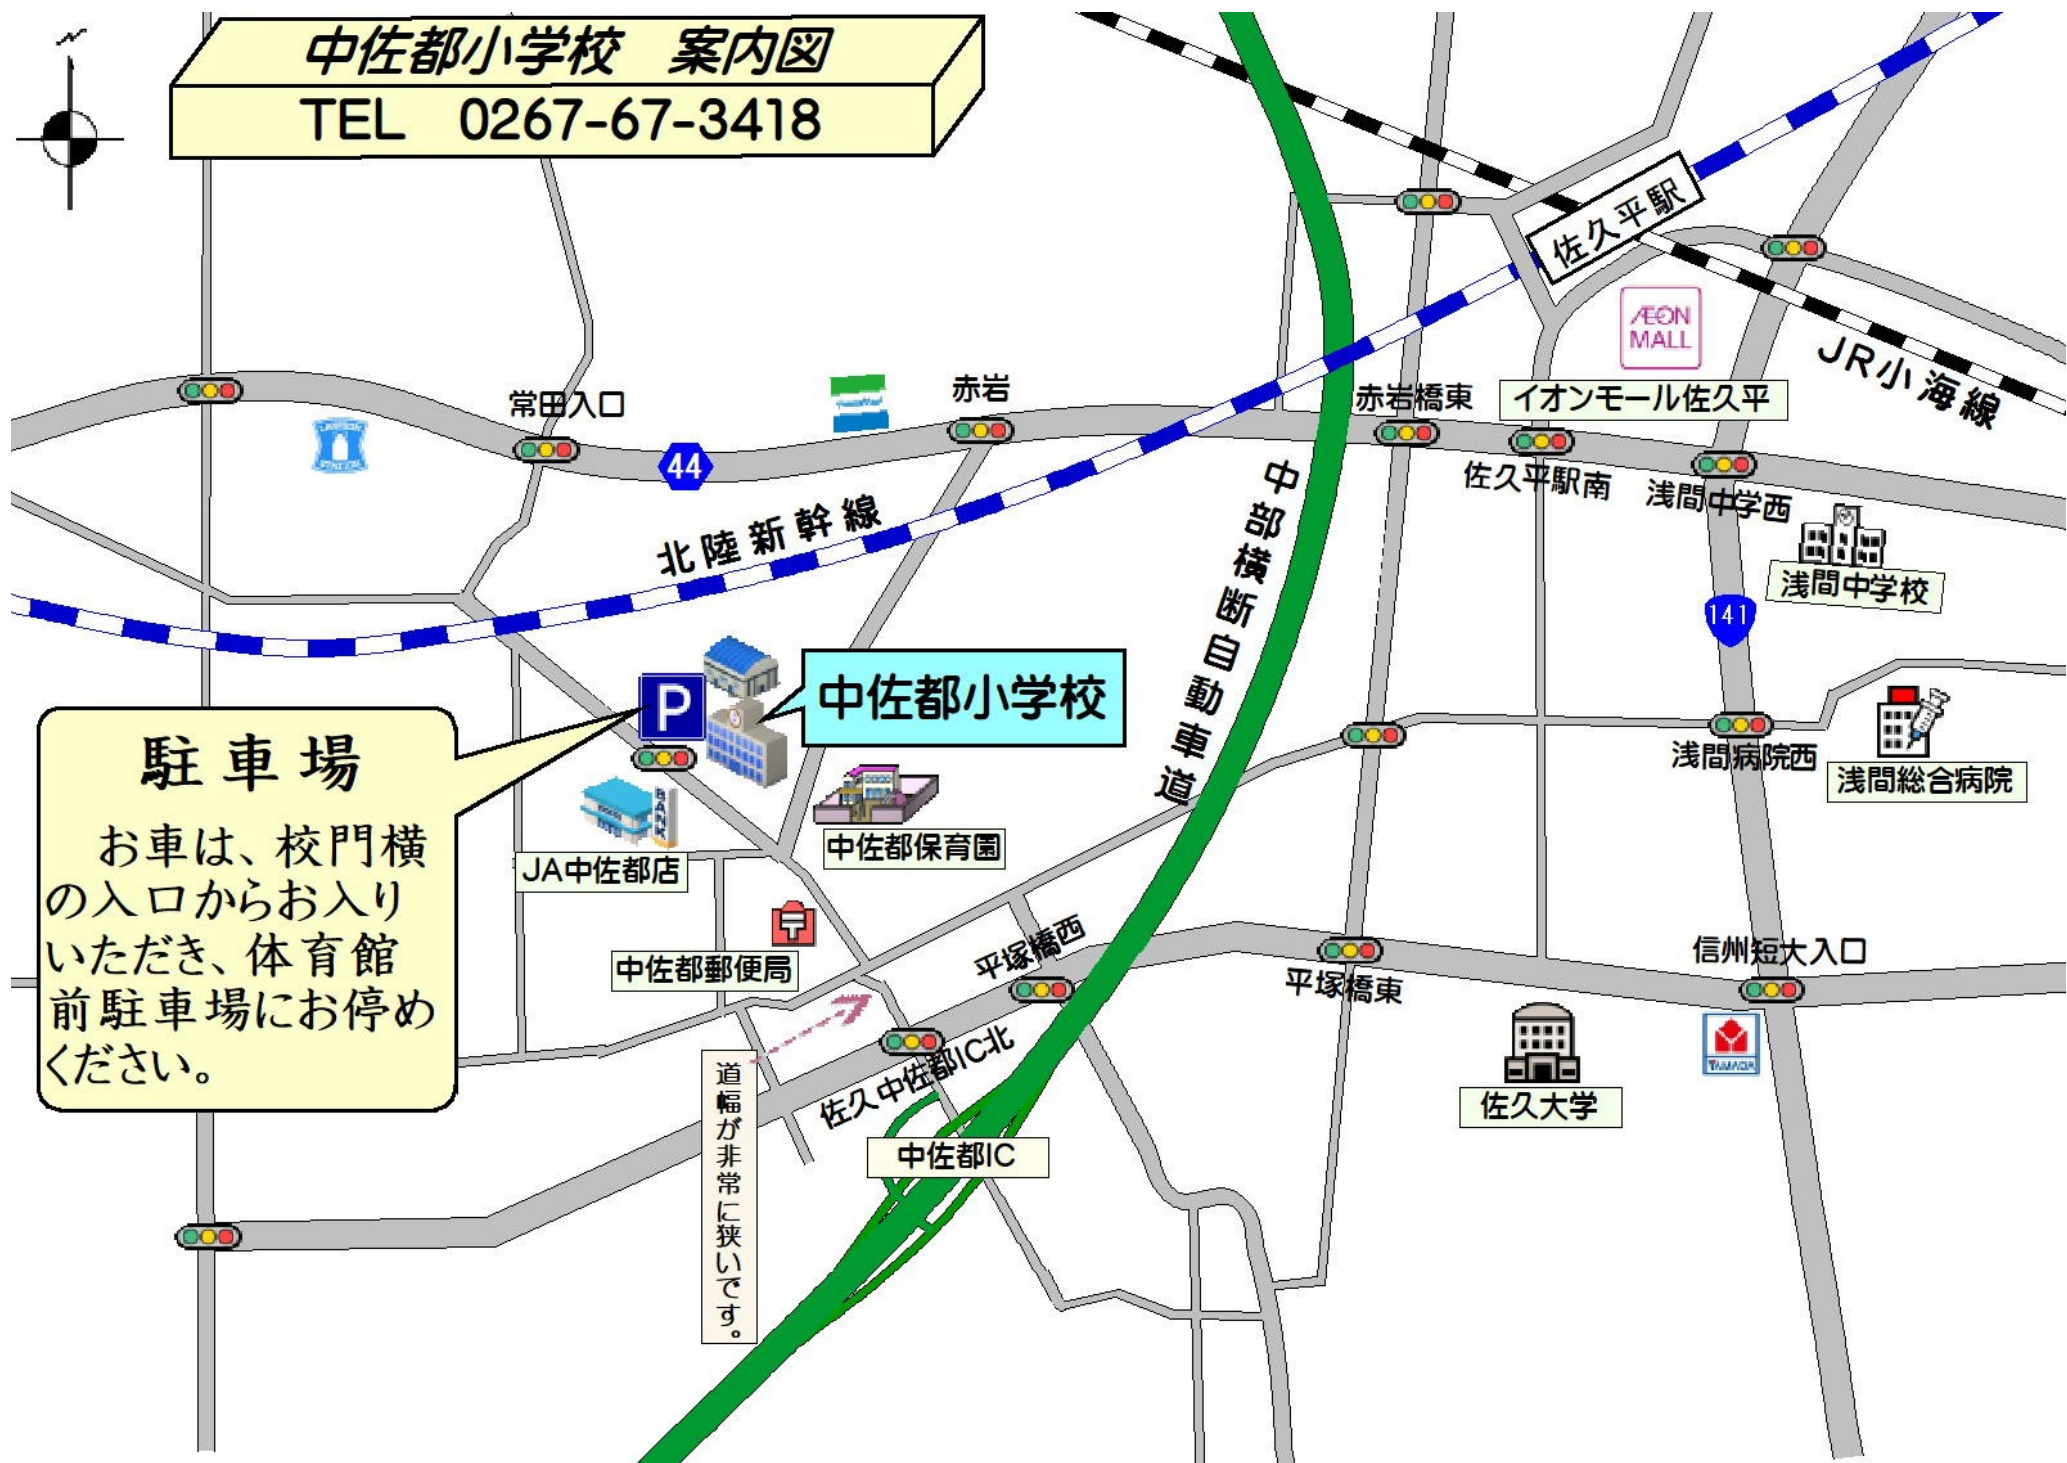 中佐都小学校　案内図
TEL　0267-67-3418
佐久平駅
ÆON
MALL
JR小海線
常田入口
赤岩
赤岩橋東
イオンモール佐久平
44
佐久平駅南
浅間中学西
北陸新幹線
中部横断自動車道
浅間中学校
141
P
中佐都小学校
駐車場
お車は、校門横
の入口からお入り
いただき、体育館
前駐車場にお停め
ください。
浅間病院西
浅間総合病院
BANK
JA中佐都店
中佐都保育園
中佐都郵便局
平塚橋西
平塚橋東
信州短大入口
佐久中佐都IC北
道幅が非常に狭いです。
中佐都IC
佐久大学
YAMADA